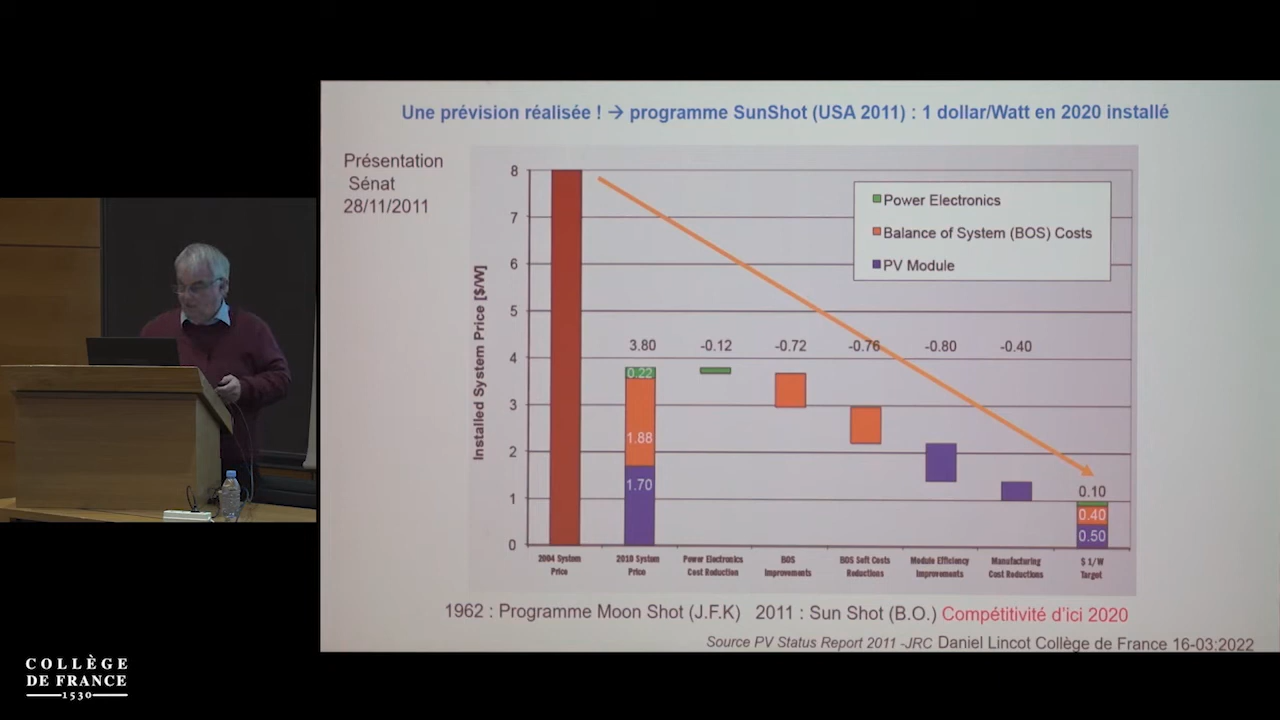 Une prévision réalisée ! → programme SunShot (USA 2011) : 1 dollar/Watt en 2020 installé
Présentation
Sénat
28/11/2011
Installed System Price [$/W]
8
7
6
5
4
3
2
1
0
Power Electronics
Balance of System (BOS) Costs
PV Module
3.80
-0.12
-0.72
-0.76
-0.80
-0.40
0.22
1.88
1.70
0.10
0.40
0.50
2004 System
Price
2010 System
Price
Power Electronics
Cost Reduction
BOS
Improvements
BOS Soft Costs
Reductions
Module Efficiency
Improvements
Manufacturing
Cost Reductions
$ 1/W
Target
1962 : Programme Moon Shot (J.F.K) 2011 : Sun Shot (B.O.) Compétitivité d'ici 2020
Source PV Status Report 2011 -JRC Daniel Lincot Collège de France 16-03:2022
COLLÈGE
DE FRANCE
1530